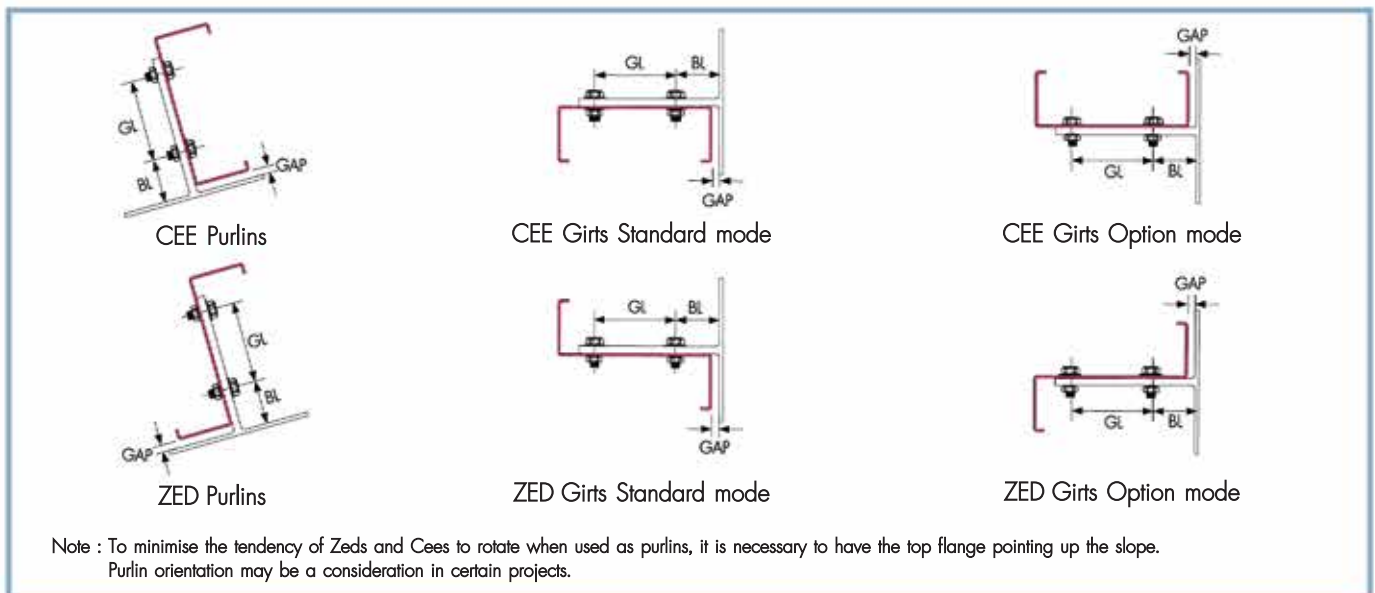 GL
BL
GAP
CEE Purlins
GL
BL
GAP
CEE Girts Standard mode
GAP
GL
BL
CEE Girts Option mode
GL
BL
GAP
ZED Purlins
GL
BL
GAP
ZED Girts Standard mode
GAP
GL
BL
ZED Girts Option mode
Note : To minimise the tendency of Zeds and Cees to rotate when used as purlins, it is necessary to have the top flange pointing up the slope.
Purlin orientation may be a consideration in certain projects.